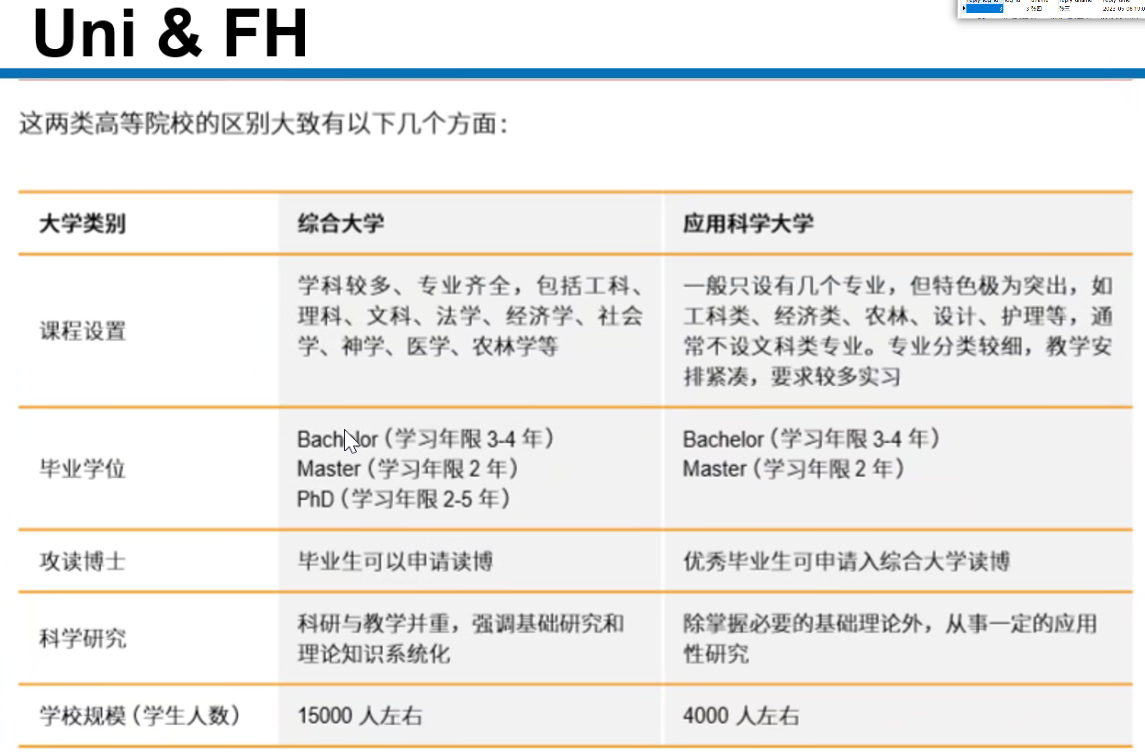 Uni & FH
这两类高等院校的区别大致有以下几个方面：
大学类别
综合大学
应用科学大学
课程设置
学科较多、专业齐全，包括工科、
理科、文科、法学、经济学、社会
学、神学、医学、农林学等
一般只设有几个专业，但特色极为突出，如
工科类、经济类、农林、设计、护理等，通
常不设文科类专业。专业分类较细，教学安
排紧凑，要求较多实习
毕业学位
Bachelor（学习年限 3-4 年）
Master（学习年限 2 年）
PhD（学习年限 2-5 年）
Bachelor（学习年限 3-4 年）
Master（学习年限 2 年）
攻读博士
毕业生可以申请读博
优秀毕业生可申请入综合大学读博
科学研究
科研与教学并重，强调基础研究和
理论知识系统化
除掌握必要的基础理论外，从事一定的应用
性研究
学校规模（学生人数）
15000 人左右
4000 人左右